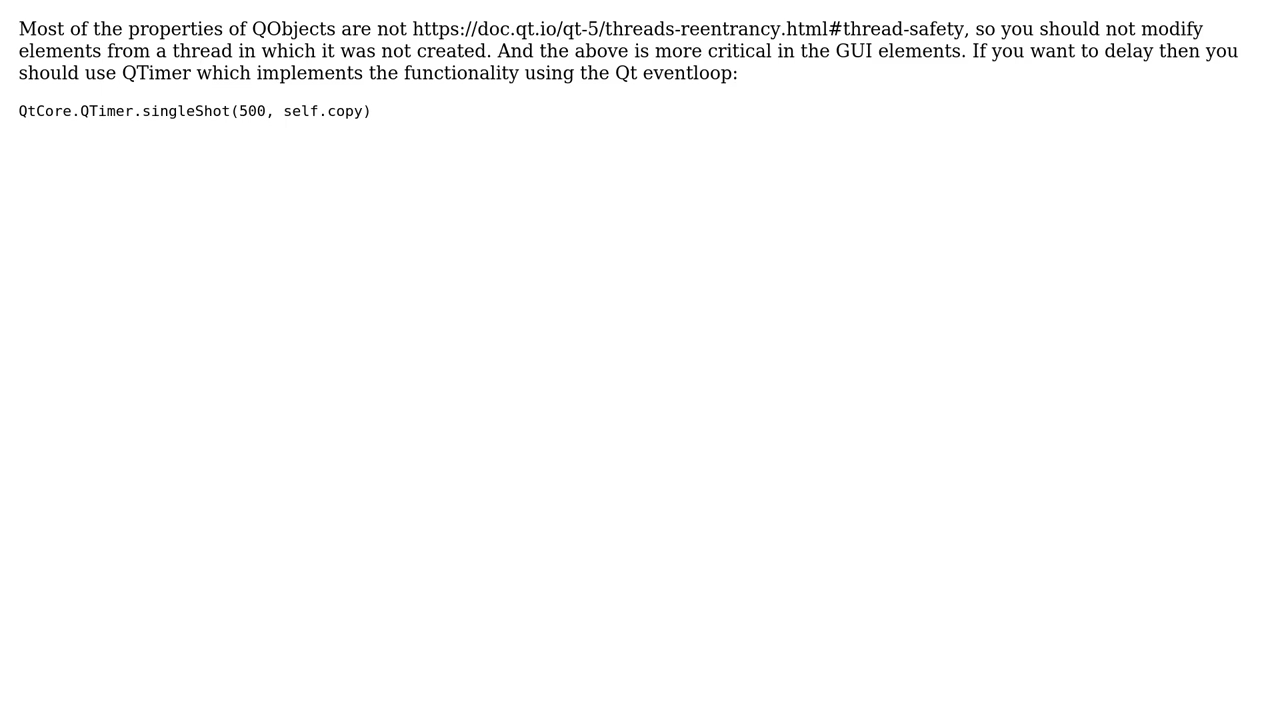 Most of the properties of QObjects are not https://doc.qt.io/qt-5/threads-reentrancy.html#thread-safety, so you should not modify
elements from a thread in which it was not created. And the above is more critical in the GUI elements. If you want to delay then you
should use QTimer which implements the functionality using the Qt eventloop:
QtCore.QTimer.singleShot(500, self.copy)